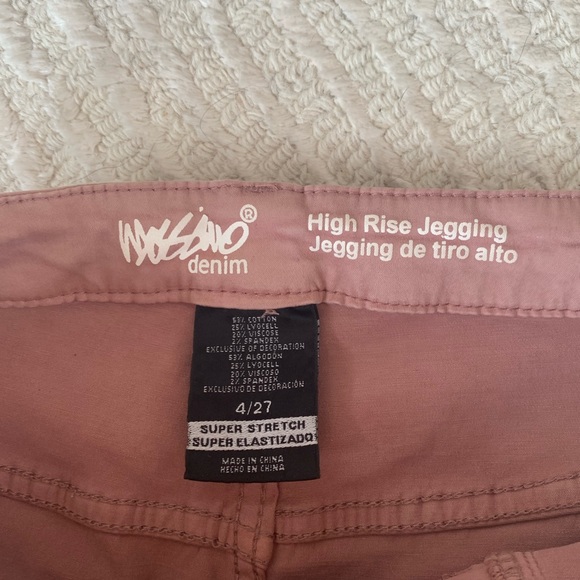 MOSSIMO®
denim
High Rise Jegging
Jegging de tiro alto
53% COTTON
25% LYOCELL
20% VISCOSE
2% SPANDEX
EXCLUSIVE OF DECORATION
53% ALGODÓN
25% LYOCELL
20% VISCOSO
2% SPANDEX
EXCLUSIVO DE DECORACIÓN
4/27
SUPER STRETCH
SUPER ELASTIZADO
MADE IN CHINA
HECHO EN CHINA